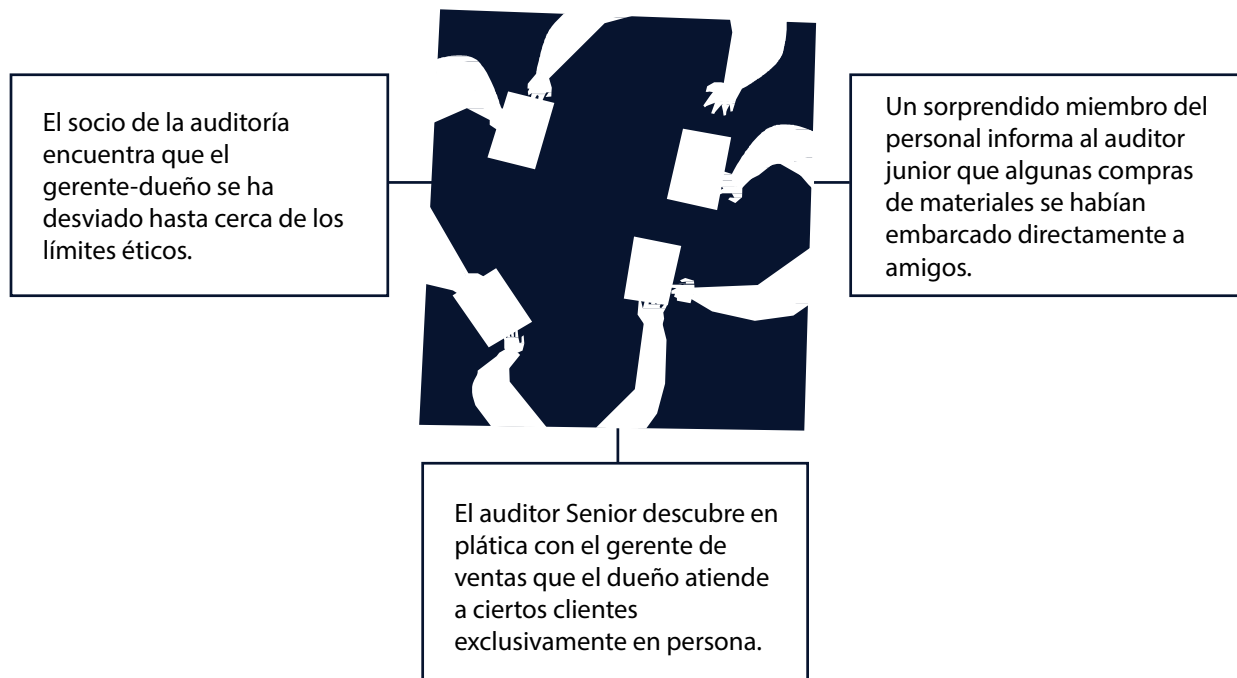 El socio de la auditoría
encuentra que el
gerente-dueño se ha
desviado hasta cerca de los
límites éticos.
Un sorprendido miembro del
personal informa al auditor
junior que algunas compras
de materiales se habían
embarcado directamente a
amigos.
El auditor Senior descubre en
plática con el gerente de
ventas que el dueño atiende
a ciertos clientes
exclusivamente en persona.